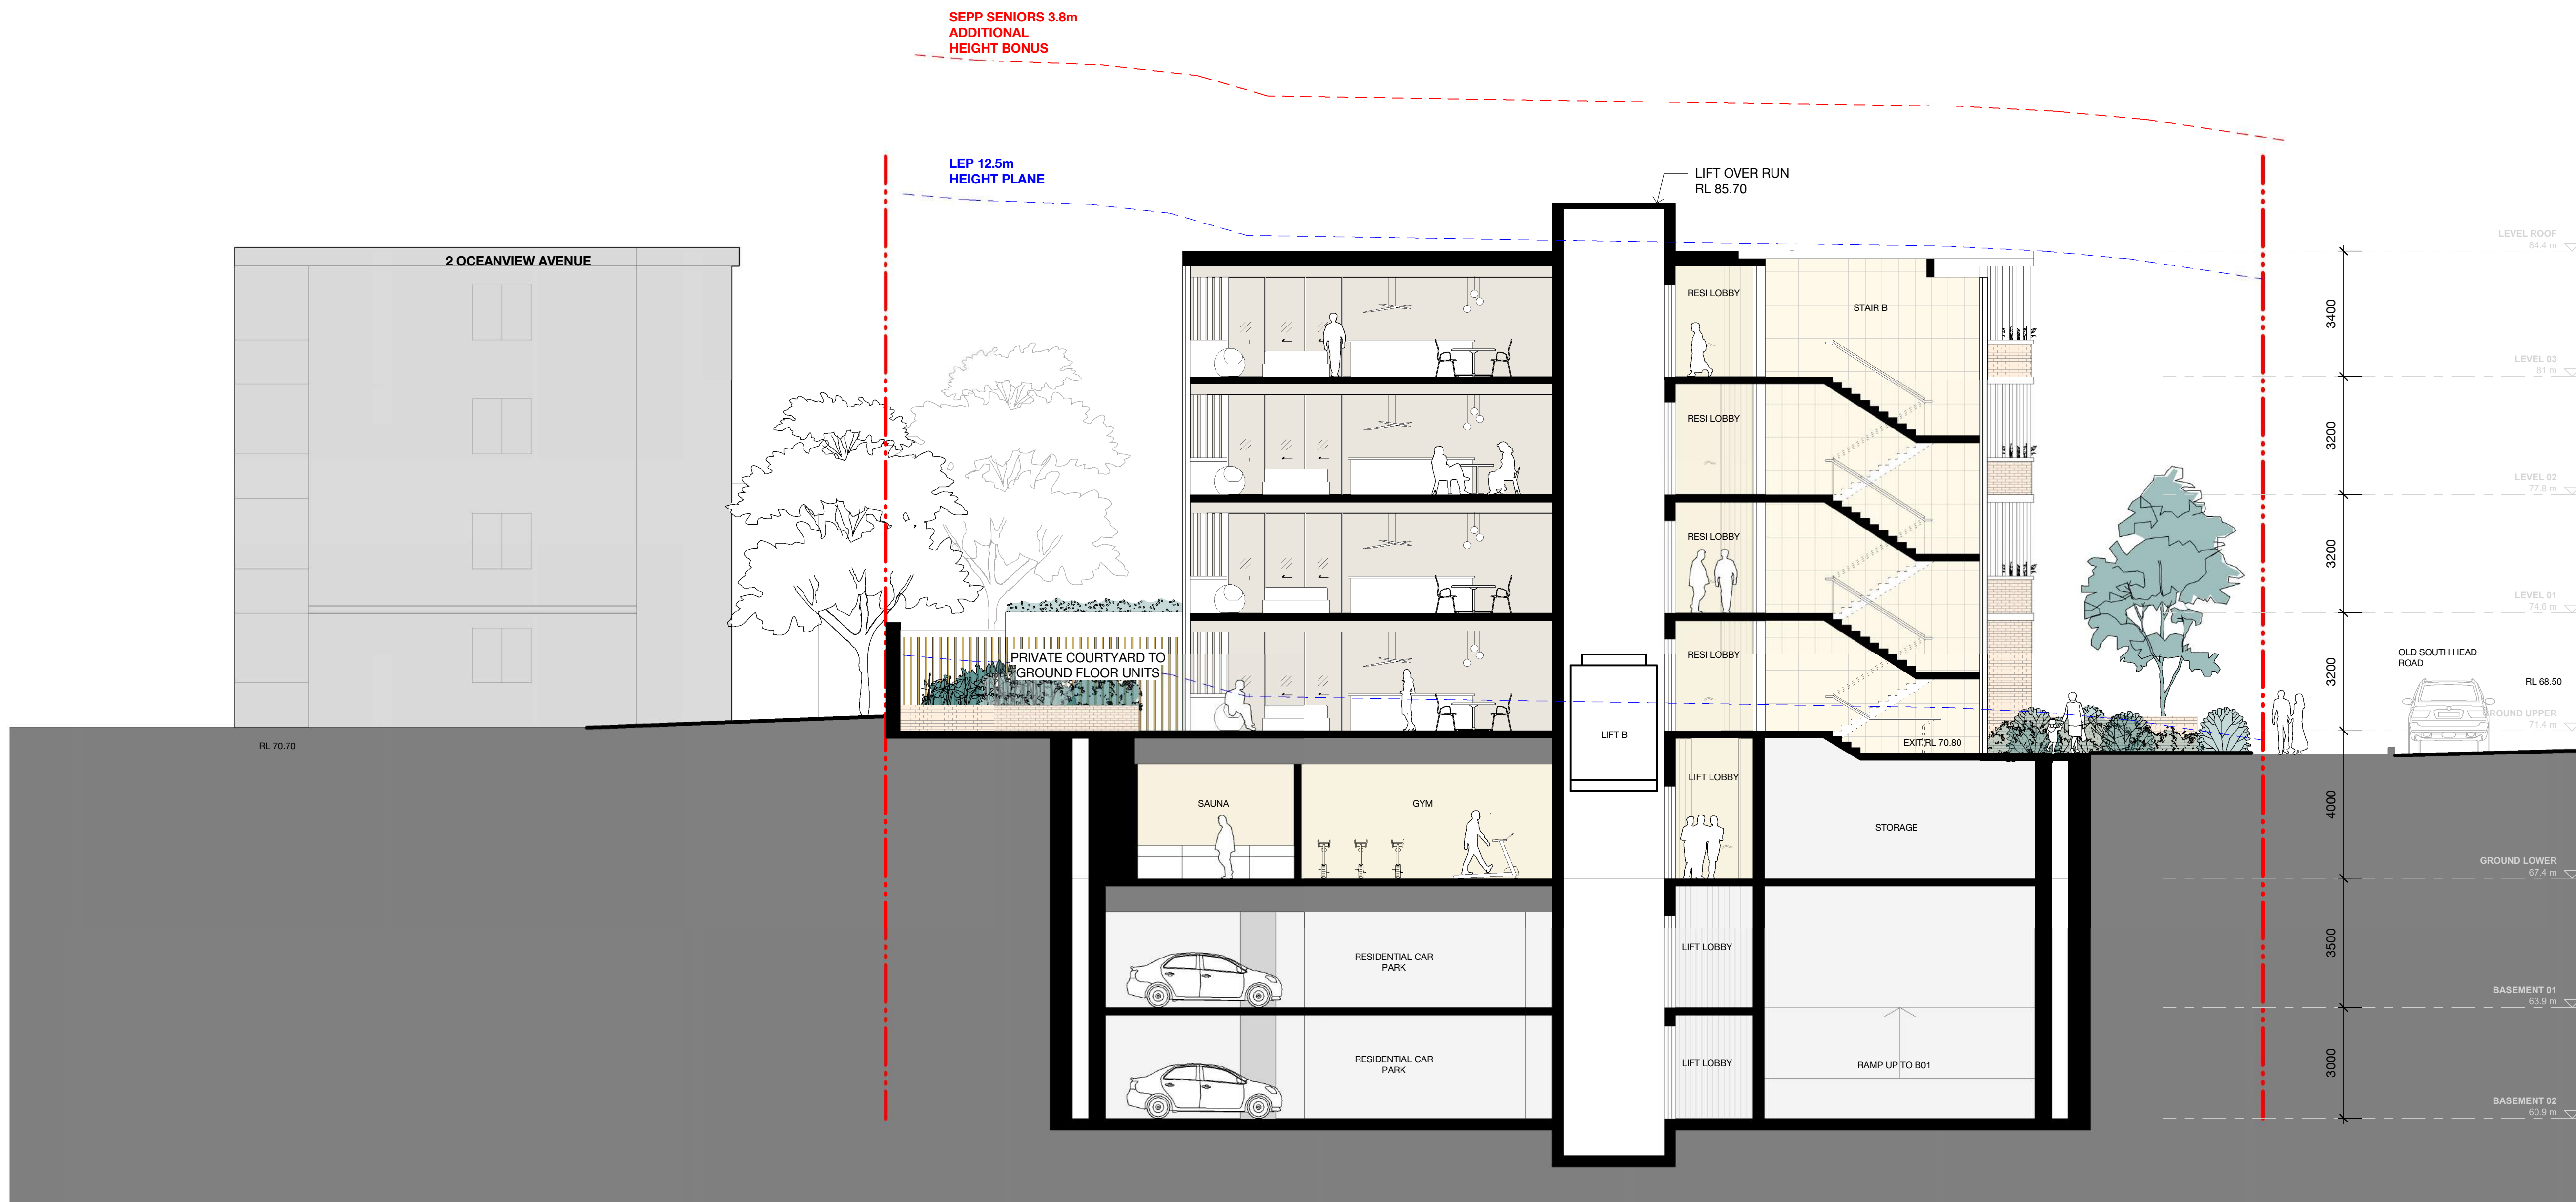 SEPP SENIORS 3.8m
ADDITIONAL
HEIGHT BONUS
LEP 12.5m
HEIGHT PLANE
LIFT OVER RUN
RL 85.70
2 OCEANVIEW AVENUE
LEVEL ROOF
84.4 m
RESI LOBBY
STAIR B
3400
LEVEL 03
81 m
RESI LOBBY
3200
LEVEL 02
77.8 m
RESI LOBBY
3200
LEVEL 01
74.6 m
PRIVATE COURTYARD TO
GROUND FLOOR UNITS
RESI LOBBY
3200
OLD SOUTH HEAD
ROAD
RL 68.50
ROUND UPPER
71.4 m
RL 70.70
LIFT B
EXIT RL 70.80
LIFT LOBBY
SAUNA
GYM
STORAGE
4000
GROUND LOWER
67.4 m
RESIDENTIAL CAR
PARK
LIFT LOBBY
3500
BASEMENT 01
63.9 m
RESIDENTIAL CAR
PARK
LIFT LOBBY
RAMP UP TO B01
3000
BASEMENT 02
60.9 m